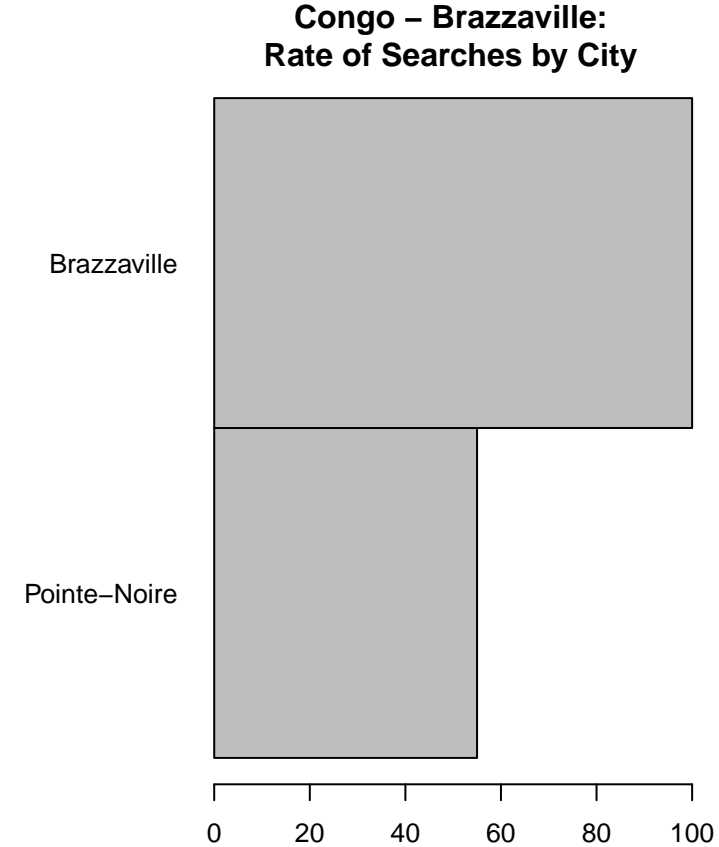 Congo – Brazzaville:
Rate of Searches by City
Brazzaville
Pointe−Noire
0 20 40 60 80 100